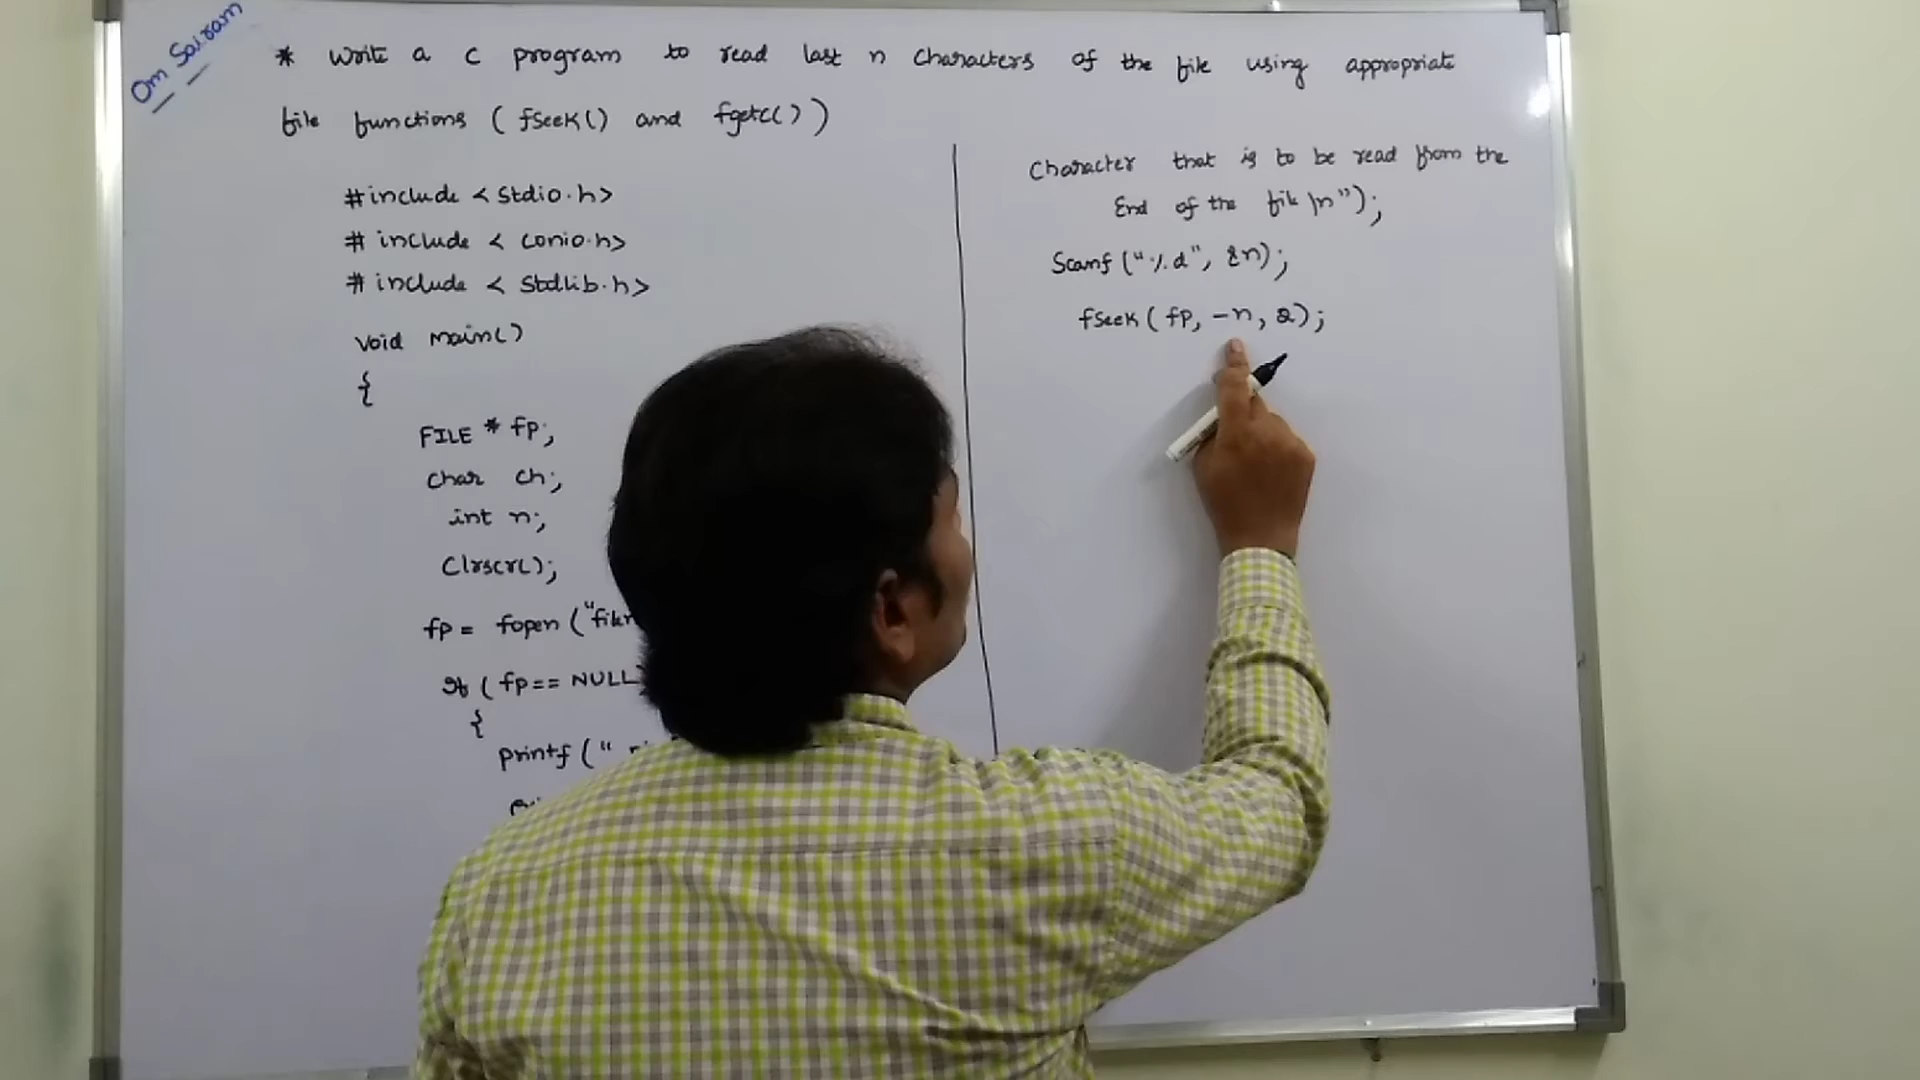 Om Sairam
* Write a C program to read last n characters of the file using appropriate
file functions ( fseek() and fgetc() )
#include < stdio.h>
# include < conio.h>
# include < stdlib.h>
void main()
{
FILE * fp;
char ch;
int n;
clrscr();
fp = fopen ("
if ( fp == NULL)
{
printf ( "
character that is to be read from the
End of the file \n");
Scanf ("%d", &n);
fseek ( fp, -n, 2);